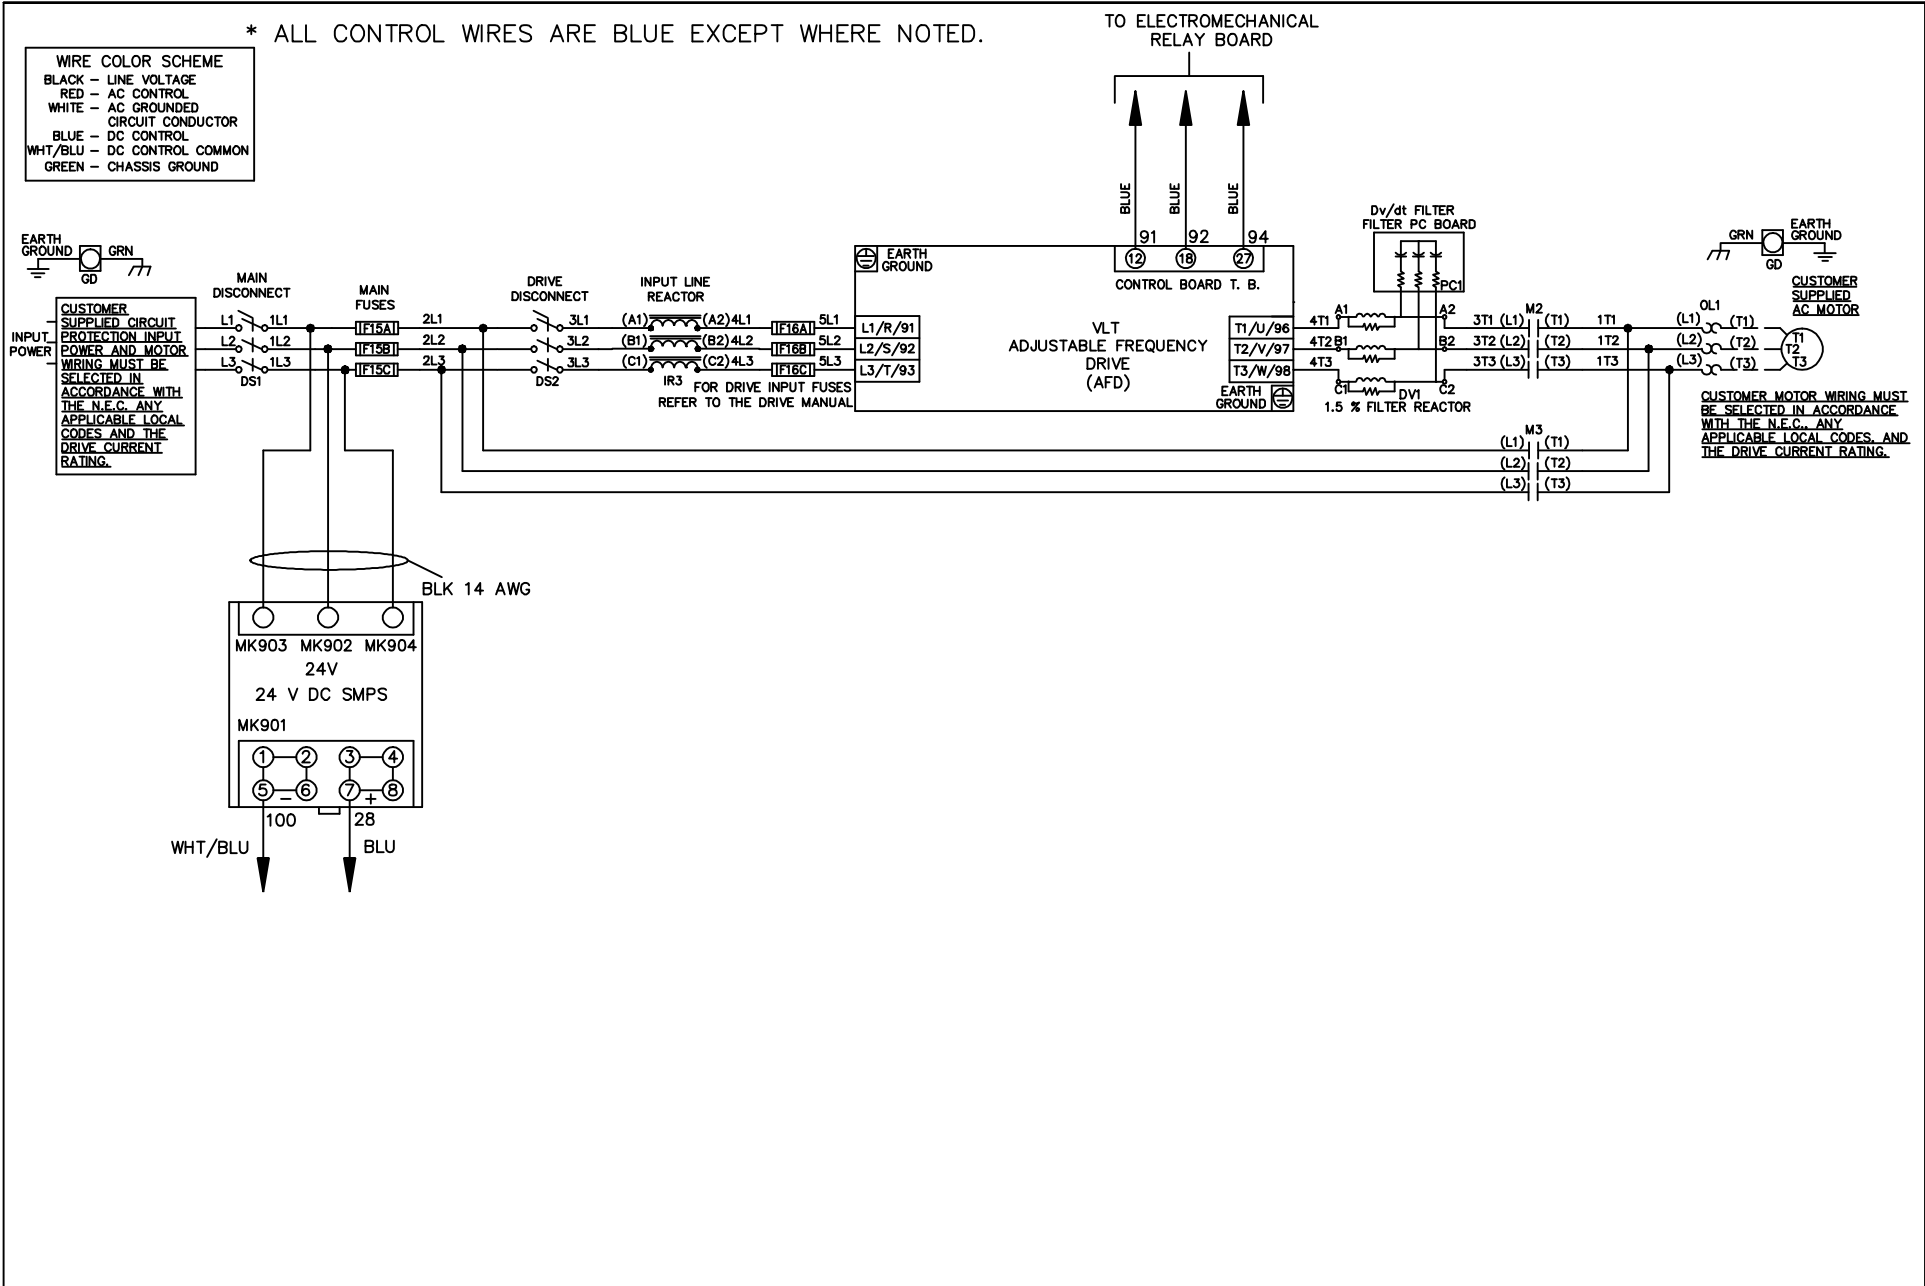 * ALL CONTROL WIRES ARE BLUE EXCEPT WHERE NOTED.
WIRE COLOR SCHEME
BLACK – LINE VOLTAGE
RED – AC CONTROL
WHITE – AC GROUNDED
CIRCUIT CONDUCTOR
BLUE – DC CONTROL
WHT/BLU – DC CONTROL COMMON
GREEN – CHASSIS GROUND
TO ELECTROMECHANICAL
RELAY BOARD
BLUE
BLUE
BLUE
91 92 94
12 18 27
CONTROL BOARD T. B.
EARTH
GROUND
GRN
GD
INPUT
POWER
CUSTOMER
SUPPLIED CIRCUIT
PROTECTION INPUT
POWER AND MOTOR
WIRING MUST BE
SELECTED IN
ACCORDANCE WITH
THE N.E.C. ANY
APPLICABLE LOCAL
CODES AND THE
DRIVE CURRENT
RATING.
MAIN
DISCONNECT
L1 1L1
L2 1L2
L3 1L3
DS1
MAIN
FUSES
F15A
F15B
F15C
2L1
2L2
2L3
DRIVE
DISCONNECT
3L1
3L2
3L3
DS2
INPUT LINE
REACTOR
(A1) (A2) 4L1
(B1) (B2) 4L2
(C1) (C2) 4L3
IR3
F16A 5L1
F16B 5L2
F16C 5L3
FOR DRIVE INPUT FUSES
REFER TO THE DRIVE MANUAL
EARTH
GROUND
L1/R/91
L2/S/92
L3/T/93
VLT
ADJUSTABLE FREQUENCY
DRIVE
(AFD)
T1/U/96
T2/V/97
T3/W/98
EARTH
GROUND
Dv/dt FILTER
FILTER PC BOARD
PC1
4T1 A1 A2
4T2 B1 B2
4T3 C1 C2
DV1
1.5 % FILTER REACTOR
M2
3T1 (L1) (T1) 1T1
3T2 (L2) (T2) 1T2
3T3 (L3) (T3) 1T3
M3
(L1) (T1)
(L2) (T2)
(L3) (T3)
OL1
(L1) (T1)
(L2) (T2)
(L3) (T3)
T1
T2
T3
GRN
GD
EARTH
GROUND
CUSTOMER
SUPPLIED
AC MOTOR
CUSTOMER MOTOR WIRING MUST
BE SELECTED IN ACCORDANCE
WITH THE N.E.C., ANY
APPLICABLE LOCAL CODES, AND
THE DRIVE CURRENT RATING.
BLK 14 AWG
MK903 MK902 MK904
24V
24 V DC SMPS
MK901
1 2 3 4
5 6 7 8
– +
100 28
WHT/BLU BLU